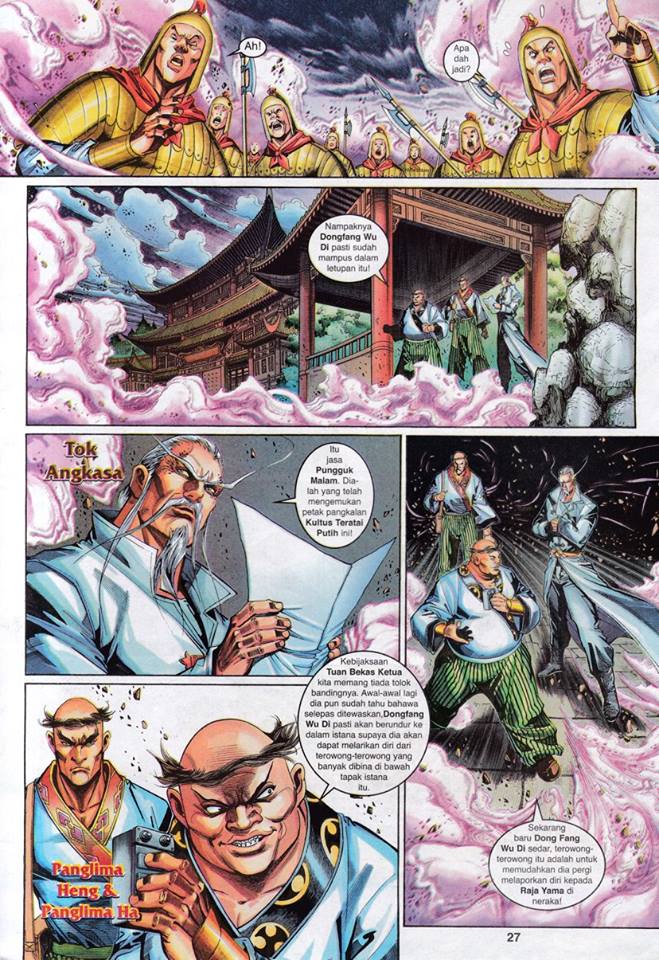 Ah!
Apa
dah
jadi?
Nampaknya
Dongfang Wu
Di pasti sudah
mampus dalam
letupan itu!
Tok
Angkasa
Itu
jasa
Pungguk
Malam. Dia-
lah yang telah
mengemukan
petak pangkalan
Kultus Teratai
Putih ini!
Kebijaksaan
Tuan Bekas Ketua
kita memang tiada tolok
bandingnya. Awal-awal lagi
dia pun sudah tahu bahawa
selepas ditewaskan,Dongfang
Wu Di pasti akan berundur ke
dalam istana supaya dia akan
dapat melarikan diri dari
terowong-terowong yang
banyak dibina di bawah
tapak istana
itu.
Panglima
Heng &
Panglima Ha
Sekarang
baru Dong Fang
Wu Di sedar, terowong-
terowong itu adalah untuk
memudahkan dia pergi
melaporkan diri kepada
Raja Yama di
neraka!
27